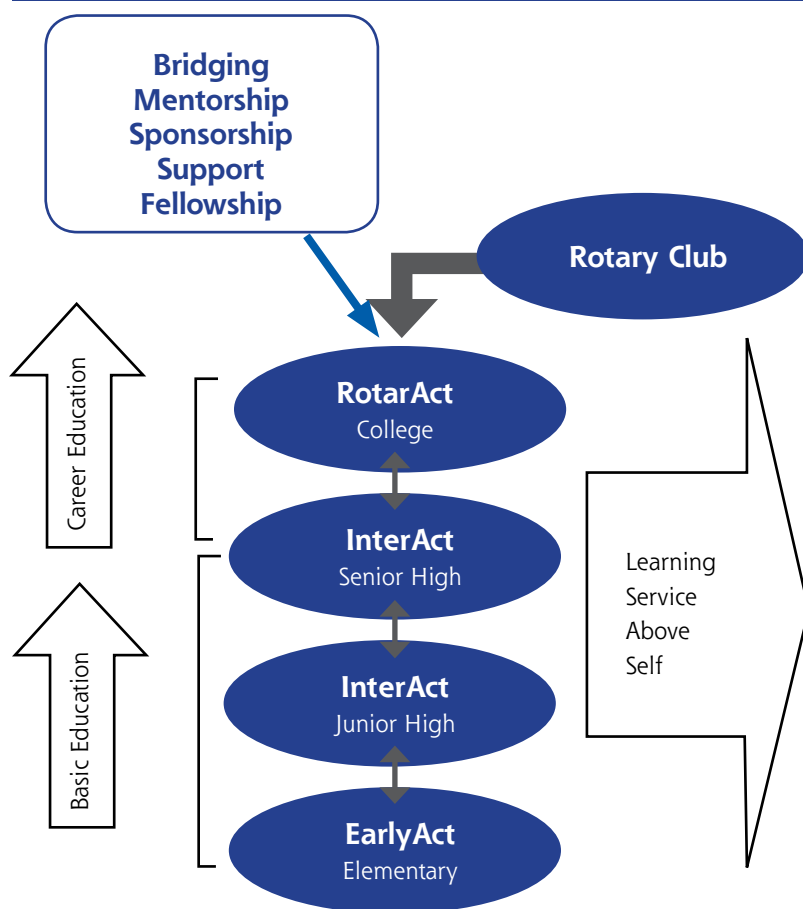 Bridging
Mentorship
Sponsorship
Support
Fellowship
Rotary Club
Career Education
RotarAct
College
InterAct
Senior High
Learning
Service
Above
Self
Basic Education
InterAct
Junior High
EarlyAct
Elementary